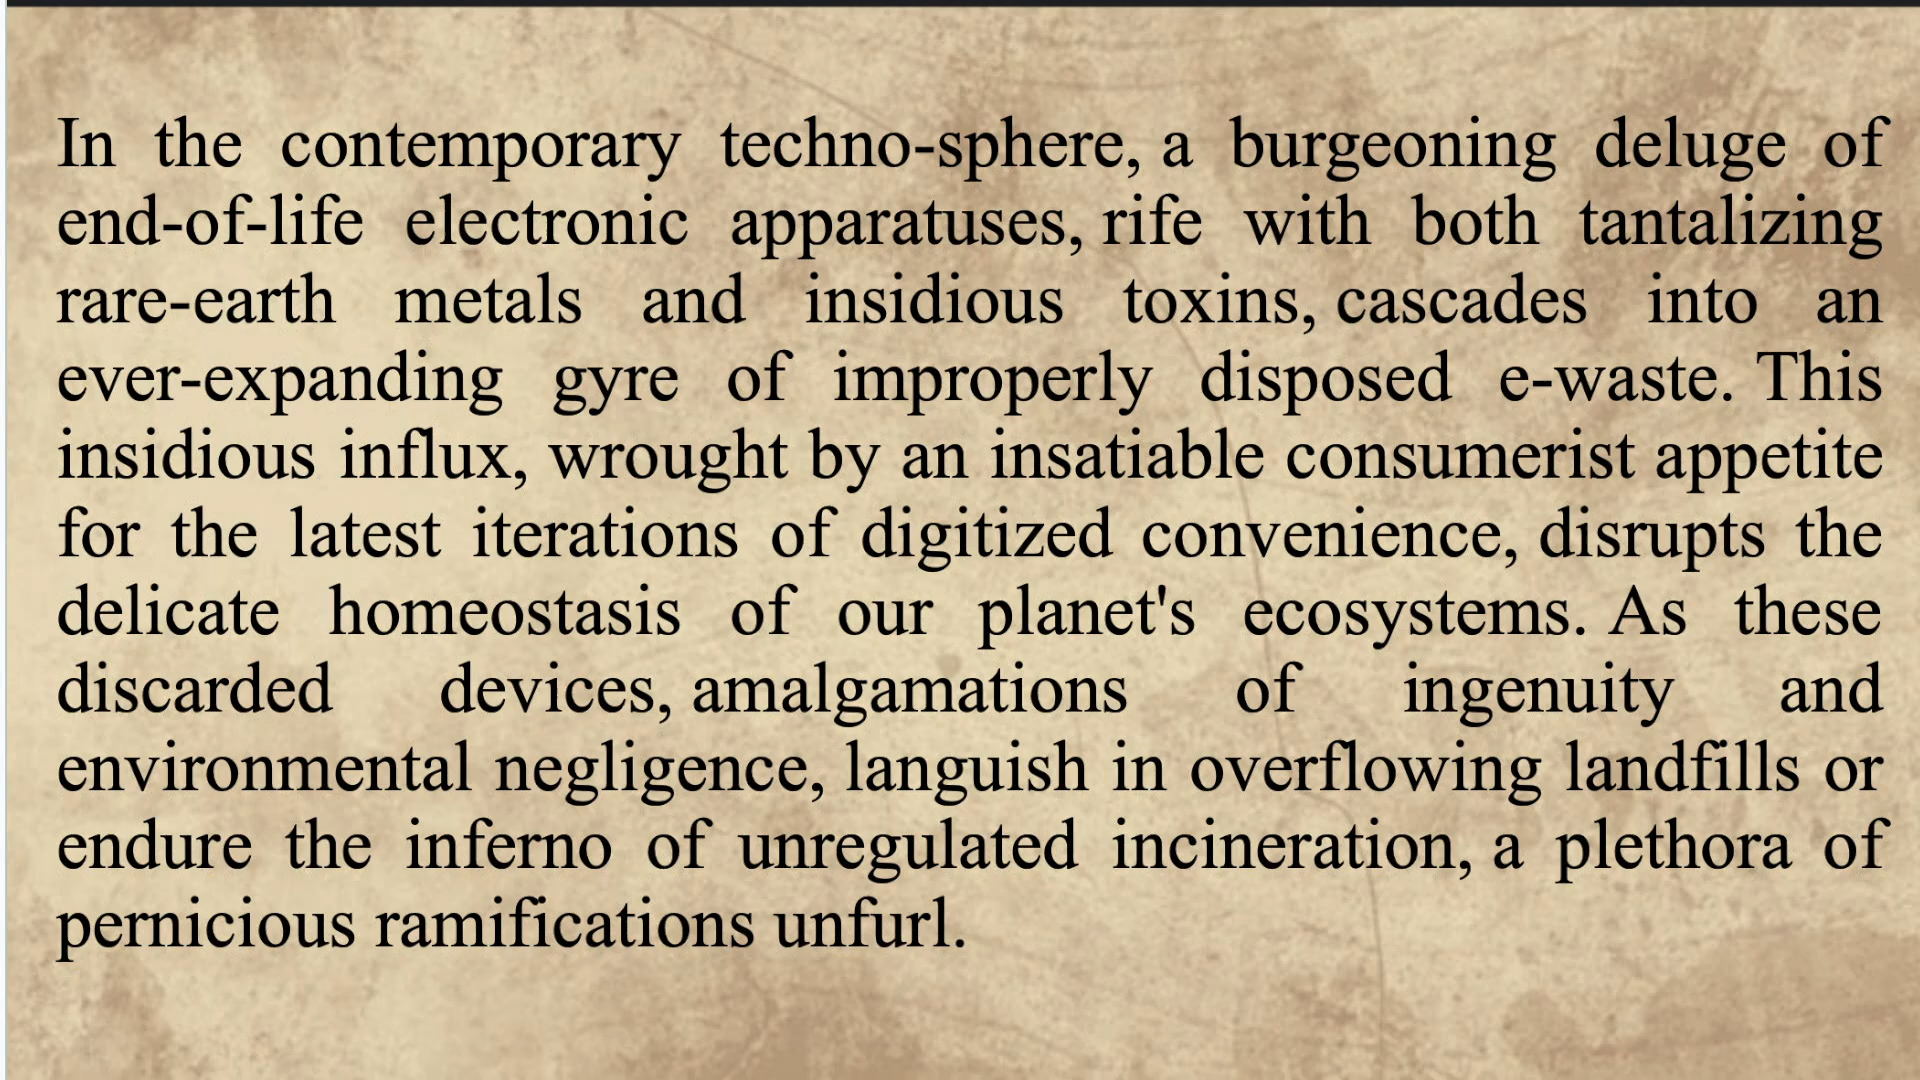 In the contemporary techno-sphere, a burgeoning deluge of
end-of-life electronic apparatuses, rife with both tantalizing
rare-earth metals and insidious toxins, cascades into an
ever-expanding gyre of improperly disposed e-waste. This
insidious influx, wrought by an insatiable consumerist appetite
for the latest iterations of digitized convenience, disrupts the
delicate homeostasis of our planet's ecosystems. As these
discarded devices, amalgamations of ingenuity and
environmental negligence, languish in overflowing landfills or
endure the inferno of unregulated incineration, a plethora of
pernicious ramifications unfurl.